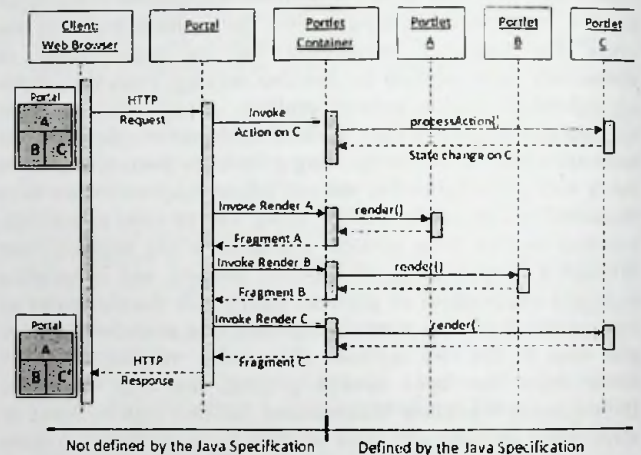 Client:
Web Browser
Portal
Portlet
Container
Portlet
A
Portlet
B
Portlet
C
Portal
A
B C
HTTP
Request
Invoke
Action on C
processAction()
State change on C
Invoke Render A
render()
Fragment A
Invoke Render B
render()
Fragment B
Invoke Render C
render(
Fragment C
Portal
A
B C'
HTTP
Response
Not defined by the Java Specification
Defined by the Java Specification